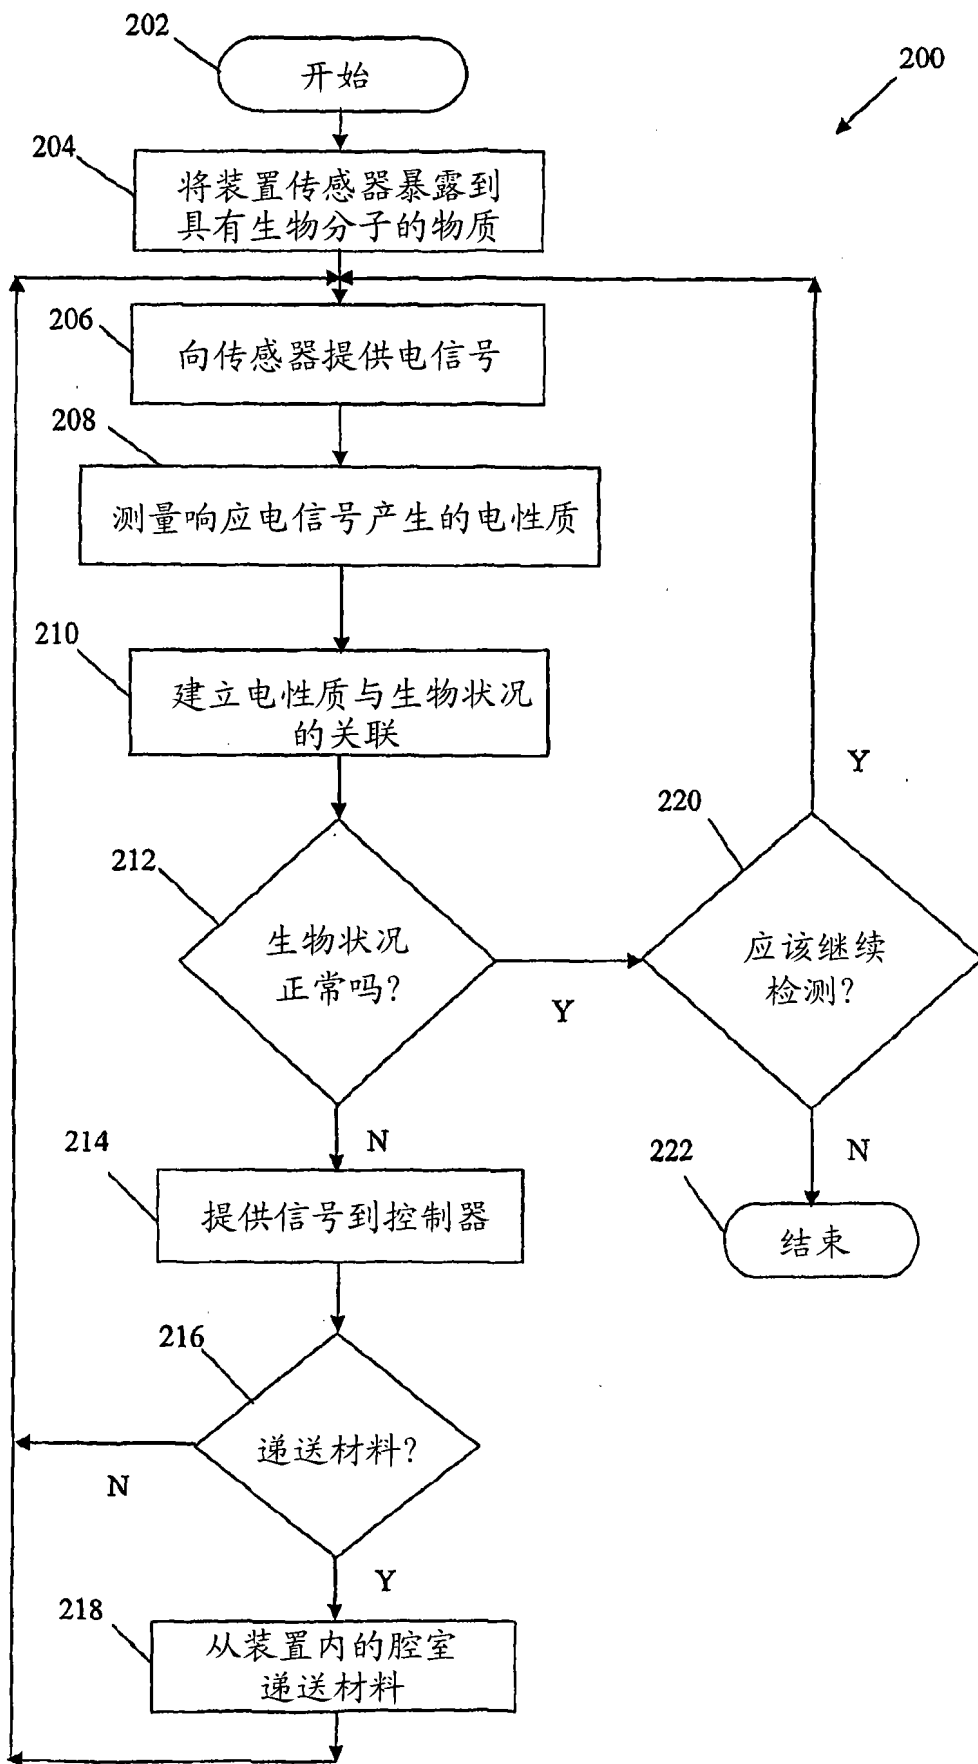 202
开始
200
204
将装置传感器暴露到
具有生物分子的物质
206
向传感器提供电信号
208
测量响应电信号产生的电性质
210
建立电性质与生物状况
的关联
Y
220
212
生物状况
正常吗?
Y
应该继续
检测?
N
214
提供信号到控制器
N
222
结束
216
递送材料?
N
Y
218
从装置内的腔室
递送材料